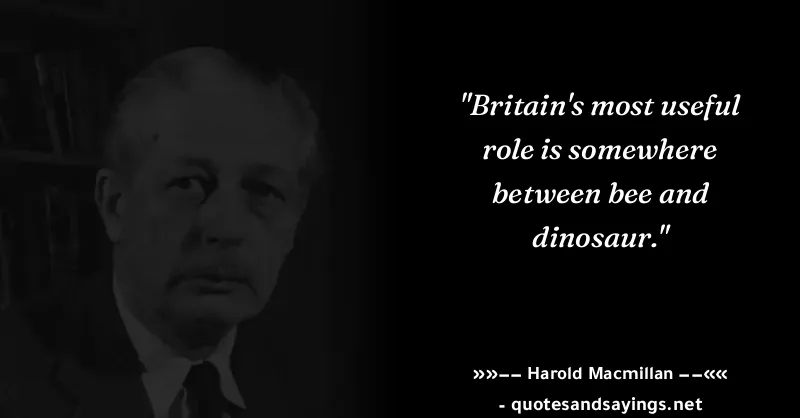 "Britain's most useful
role is somewhere
between bee and
dinosaur."
»»–– Harold Macmillan ––««
- quotesandsayings.net